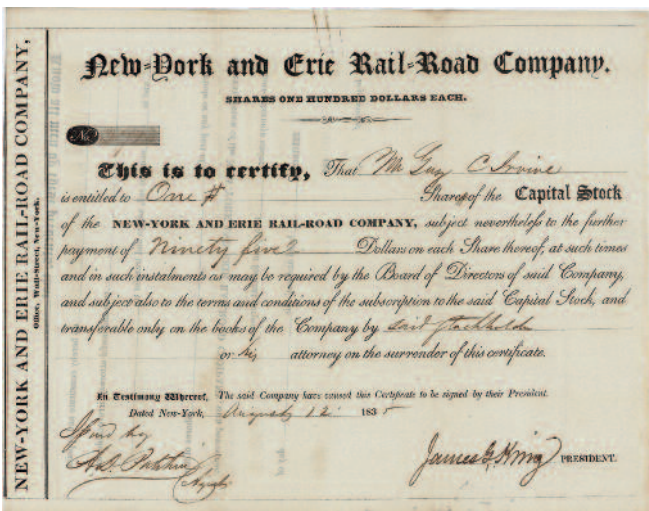 New-York and Erie Rail-Road Company.
SHARES ONE HUNDRED DOLLARS EACH.
No
This is to certify, That Mr Guy C Irvine
is entitled to One Shares of the Capital Stock
of the NEW-YORK AND ERIE RAIL-ROAD COMPANY, subject nevertheless to the further
payment of Ninety five Dollars on each Share thereof, at such times
and in such instalments as may be required by the Board of Directors of said Company,
and subject also to the terms and conditions of the subscription to the said Capital Stock, and
transferable only on the books of the Company by said stockholder
or his attorney on the surrender of this certificate.
In Testimony Whereof, The said Company have caused this Certificate to be signed by their President.
Dated New-York, August 12 1835
James G King PRESIDENT.
NEW-YORK AND ERIE RAIL-ROAD COMPANY,
Office, Wall-Street, New-York.